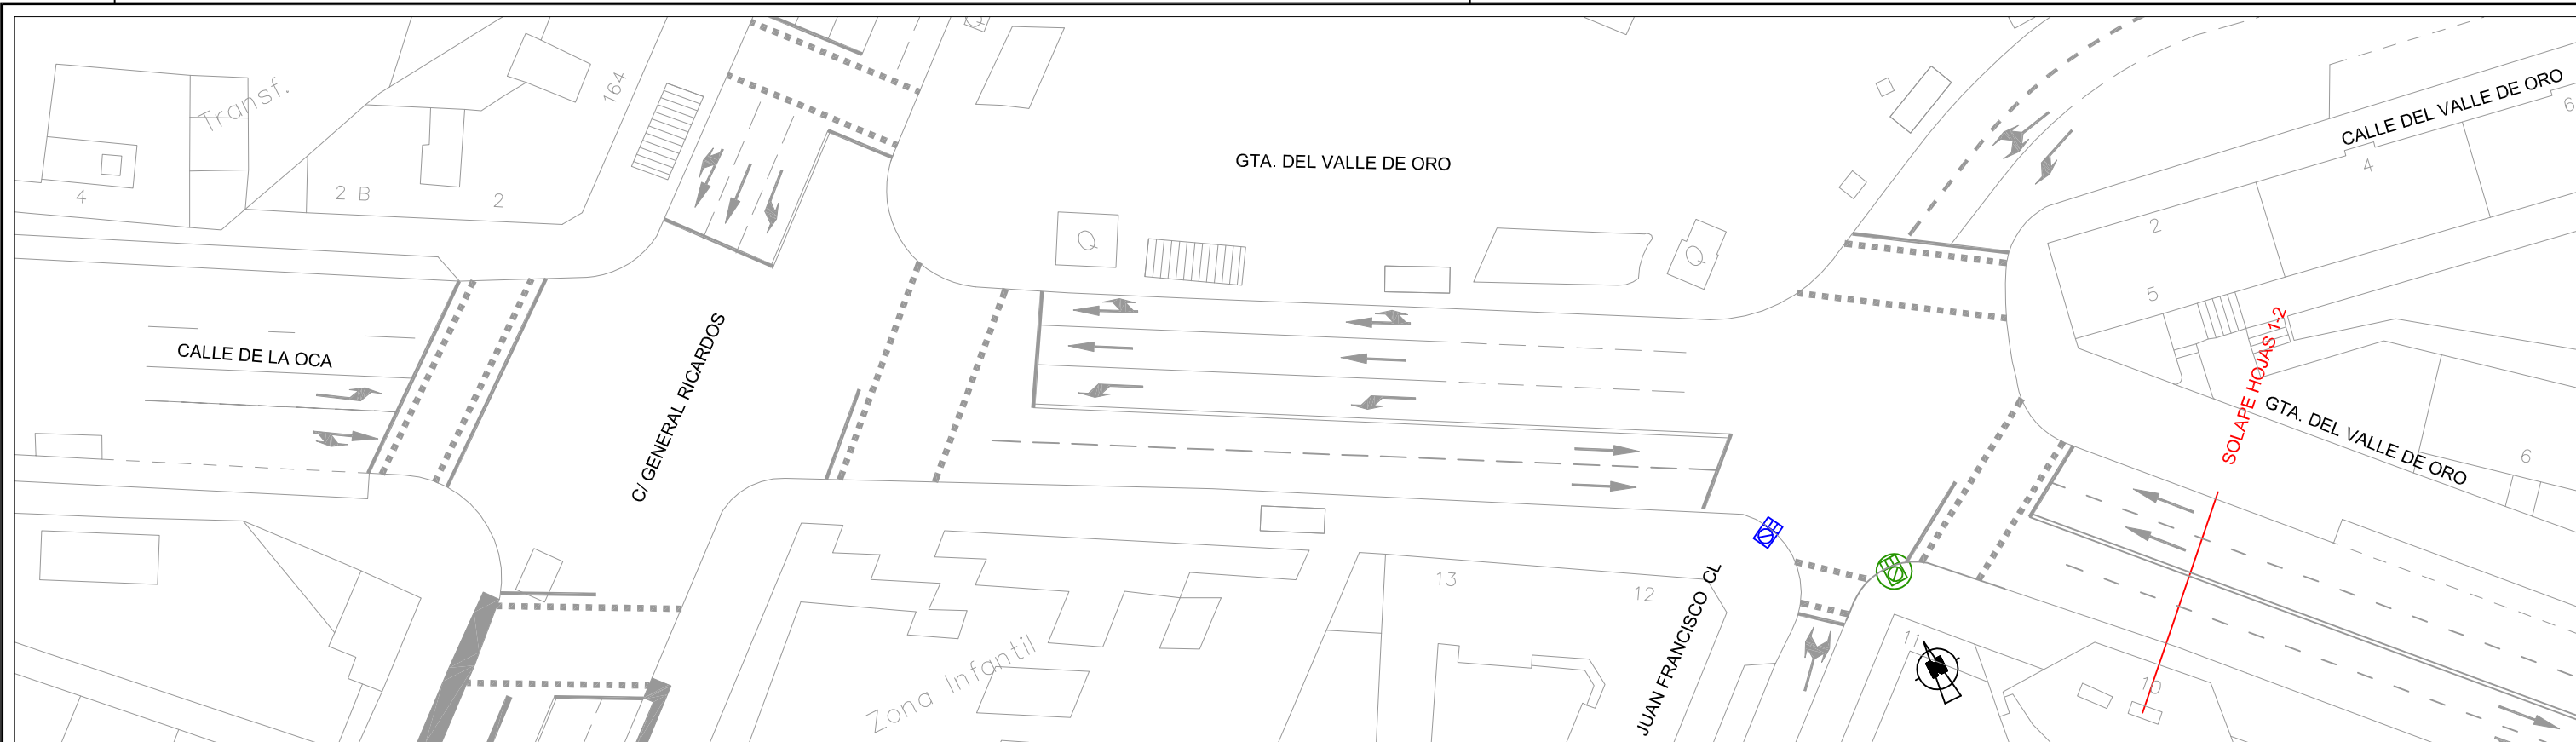 Transf.
164
CALLE DEL VALLE DE ORO
6
4
GTA. DEL VALLE DE ORO
4
2 B
2
2
5
SOLAPE HOJAS 1-2
CALLE DE LA OCA
C/ GENERAL RICARDOS
GTA. DEL VALLE DE ORO
6
13
12
JUAN FRANCISCO CL
11
10
Zona Infantil